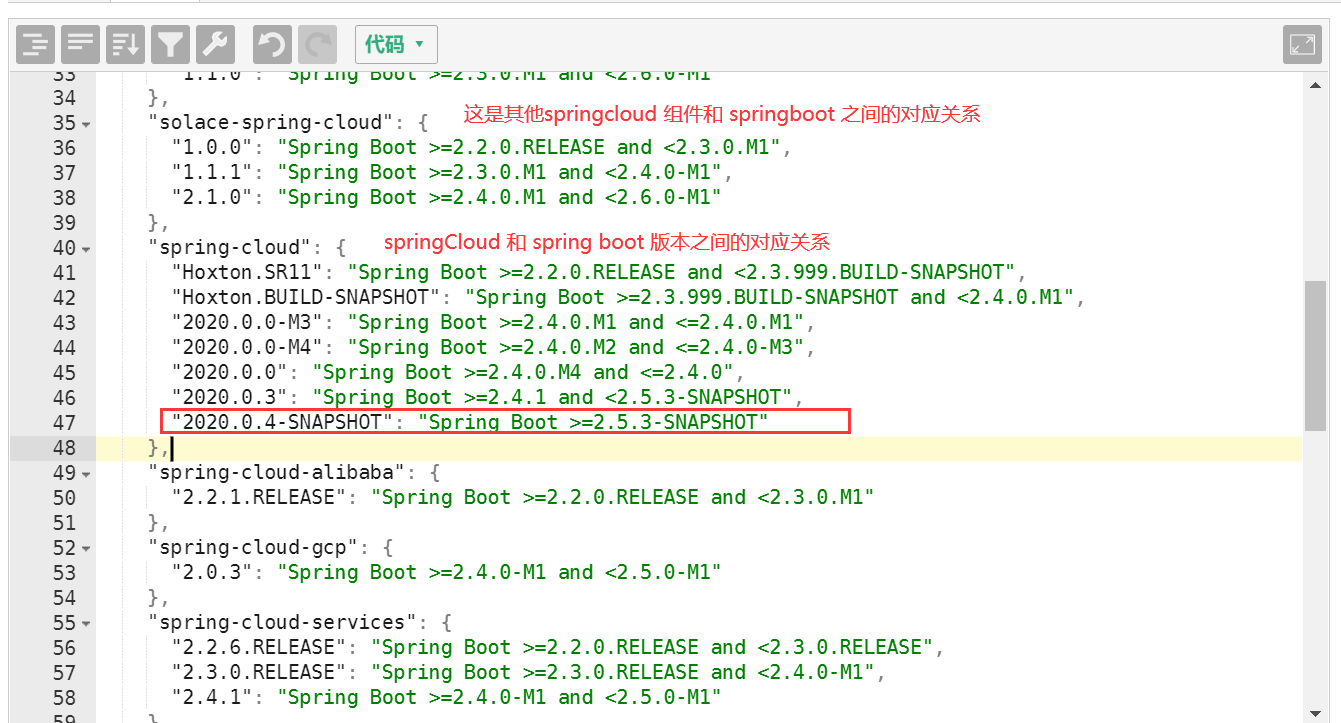 代码
33 "1.1.0": "Spring Boot >=2.3.0.M1 and <2.6.0-M1"
34 },
35 "solace-spring-cloud": { 这是其他springcloud 组件和 springboot 之间的对应关系
36 "1.0.0": "Spring Boot >=2.2.0.RELEASE and <2.3.0.M1",
37 "1.1.1": "Spring Boot >=2.3.0.M1 and <2.4.0-M1",
38 "2.1.0": "Spring Boot >=2.4.0.M1 and <2.6.0-M1"
39 },
40 "spring-cloud": { springCloud 和 spring boot 版本之间的对应关系
41 "Hoxton.SR11": "Spring Boot >=2.2.0.RELEASE and <2.3.999.BUILD-SNAPSHOT",
42 "Hoxton.BUILD-SNAPSHOT": "Spring Boot >=2.3.999.BUILD-SNAPSHOT and <2.4.0.M1",
43 "2020.0.0-M3": "Spring Boot >=2.4.0.M1 and <=2.4.0.M1",
44 "2020.0.0-M4": "Spring Boot >=2.4.0.M2 and <=2.4.0-M3",
45 "2020.0.0": "Spring Boot >=2.4.0.M4 and <=2.4.0",
46 "2020.0.3": "Spring Boot >=2.4.1 and <2.5.3-SNAPSHOT",
47 "2020.0.4-SNAPSHOT": "Spring Boot >=2.5.3-SNAPSHOT"
48 },
49 "spring-cloud-alibaba": {
50 "2.2.1.RELEASE": "Spring Boot >=2.2.0.RELEASE and <2.3.0.M1"
51 },
52 "spring-cloud-gcp": {
53 "2.0.3": "Spring Boot >=2.4.0-M1 and <2.5.0-M1"
54 },
55 "spring-cloud-services": {
56 "2.2.6.RELEASE": "Spring Boot >=2.2.0.RELEASE and <2.3.0.RELEASE",
57 "2.3.0.RELEASE": "Spring Boot >=2.3.0.RELEASE and <2.4.0-M1",
58 "2.4.1": "Spring Boot >=2.4.0-M1 and <2.5.0-M1"
59 }